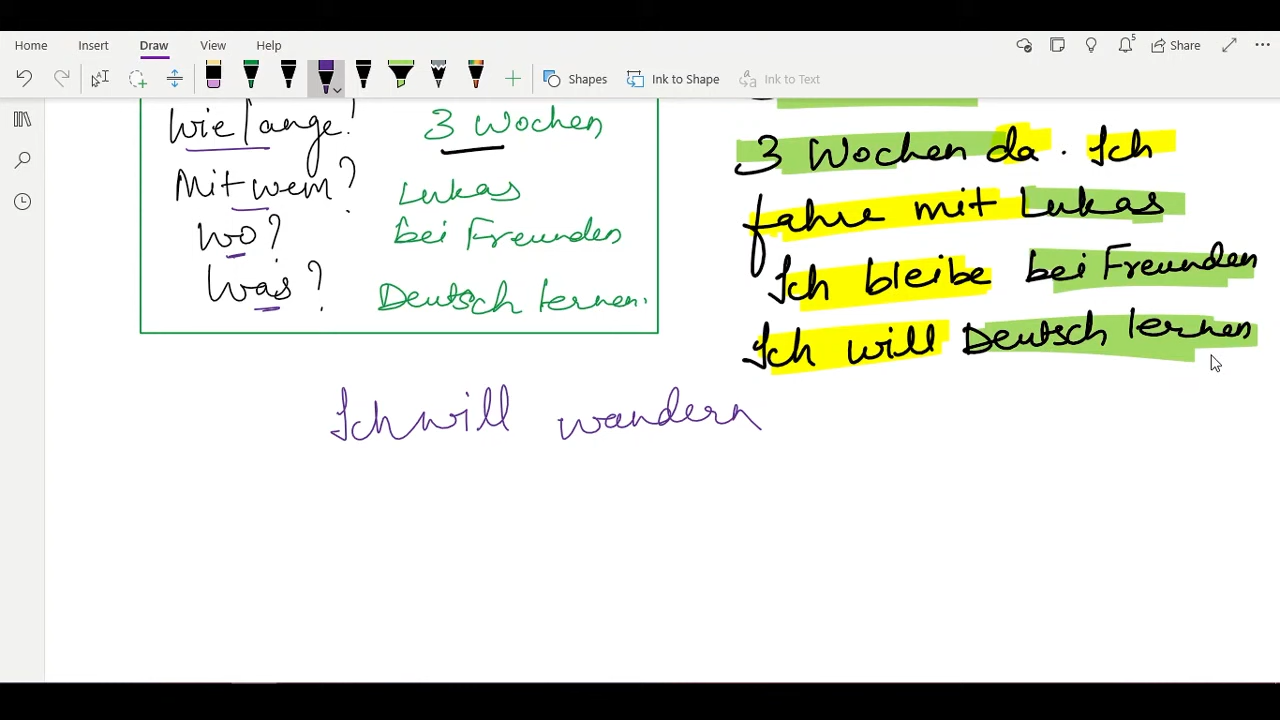 Home Insert Draw View Help
5
Share
Shapes Ink to Shape Ink to Text
Wie lange?
3 Wochen
Mit wem?
Lukas
Wo?
bei Freunden
Was?
Deutsch lernen.
3 Wochen da. Ich
fahre mit Lukas
Ich bleibe bei Freunden
Ich will Deutsch lernen
Ich will wandern